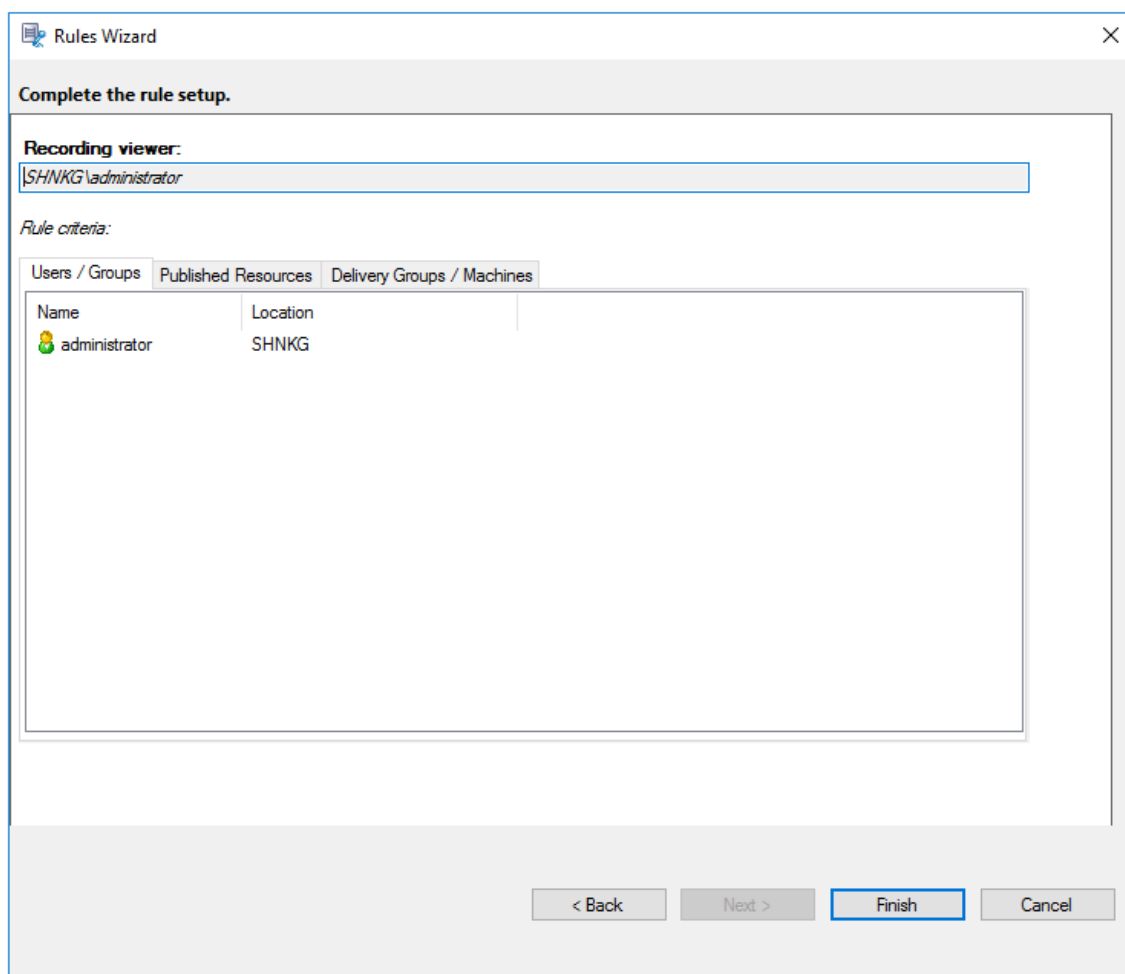 Rules Wizard
Complete the rule setup.
Recording viewer:
SHNKG\administrator
Rule criteria:
Users / Groups Published Resources Delivery Groups / Machines
Name Location
administrator SHNKG
< Back Next > Finish Cancel